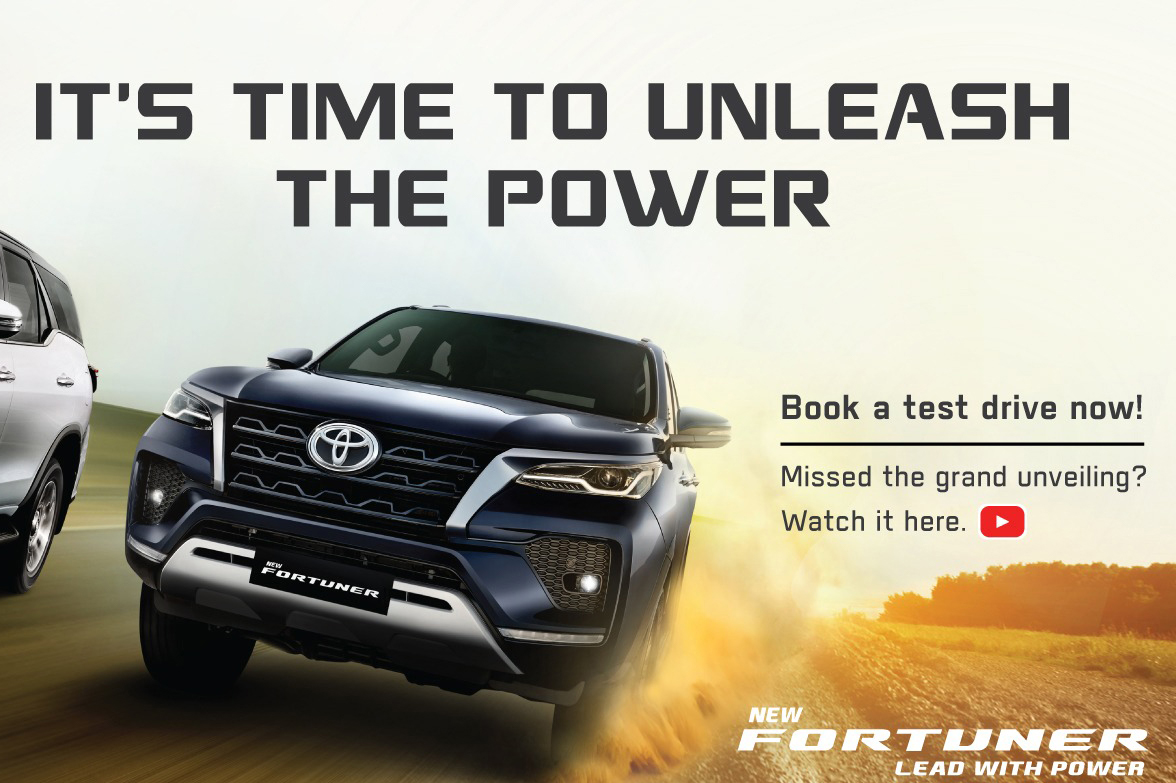 IT'S TIME TO UNLEASH
THE POWER
Book a test drive now!
Missed the grand unveiling?
Watch it here.
NEW
FORTUNER
NEW
FORTUNER
LEAD WITH POWER